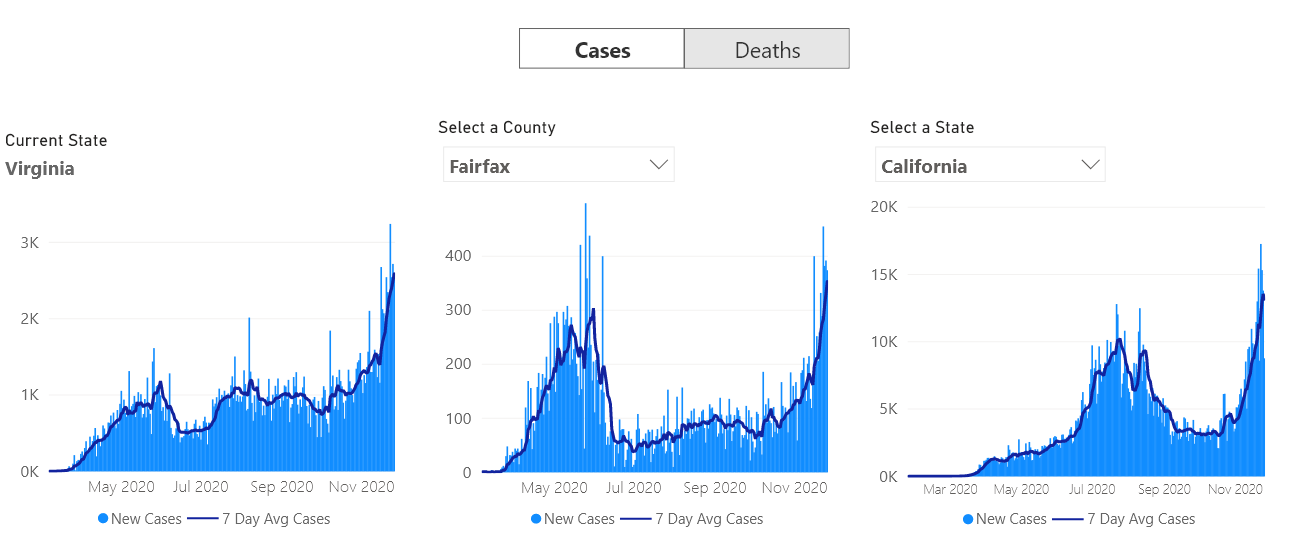 Cases Deaths
Current State
Virginia
3K
2K
1K
0K
May 2020 Jul 2020 Sep 2020 Nov 2020
New Cases 7 Day Avg Cases
Select a County
Fairfax
400
300
200
100
0
May 2020 Jul 2020 Sep 2020 Nov 2020
New Cases 7 Day Avg Cases
Select a State
California
20K
15K
10K
5K
0K
Mar 2020 May 2020 Jul 2020 Sep 2020 Nov 2020
New Cases 7 Day Avg Cases